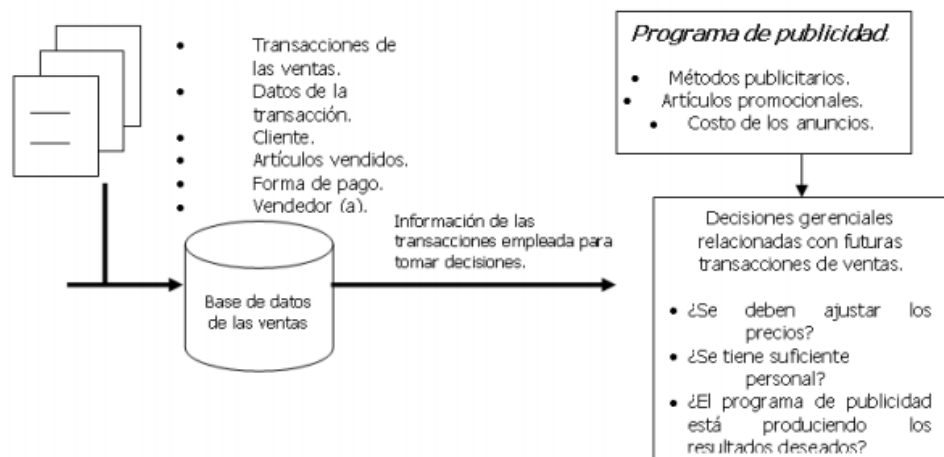 • Transacciones de
las ventas.
• Datos de la
transacción.
• Cliente.
• Artículos vendidos.
• Forma de pago.
• Vendedor (a).
Base de datos
de las ventas
Información de las
transacciones empleada para
tomar decisiones.
Programa de publicidad.
• Métodos publicitarios.
• Artículos promocionales.
• Costo de los anuncios.
Decisiones gerenciales
relacionadas con futuras
transacciones de ventas.
• ¿Se deben ajustar los
precios?
• ¿Se tiene suficiente
personal?
• ¿El programa de publicidad
está produciendo los
resultados deseados?